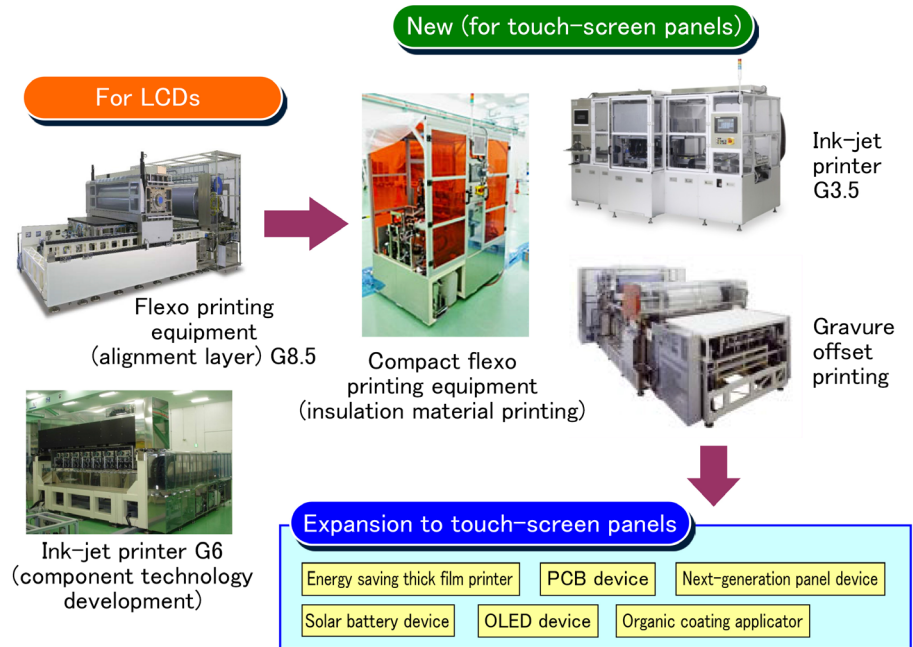 New (for touch-screen panels)
For LCDs
Ink-jet
printer
G3.5
Flexo printing
equipment
(alignment layer) G8.5
Compact flexo
printing equipment
(insulation material printing)
Gravure
offset
printing
Ink-jet printer G6
(component technology
development)
Expansion to touch-screen panels
Energy saving thick film printer
PCB device
Next-generation panel device
Solar battery device
OLED device
Organic coating applicator